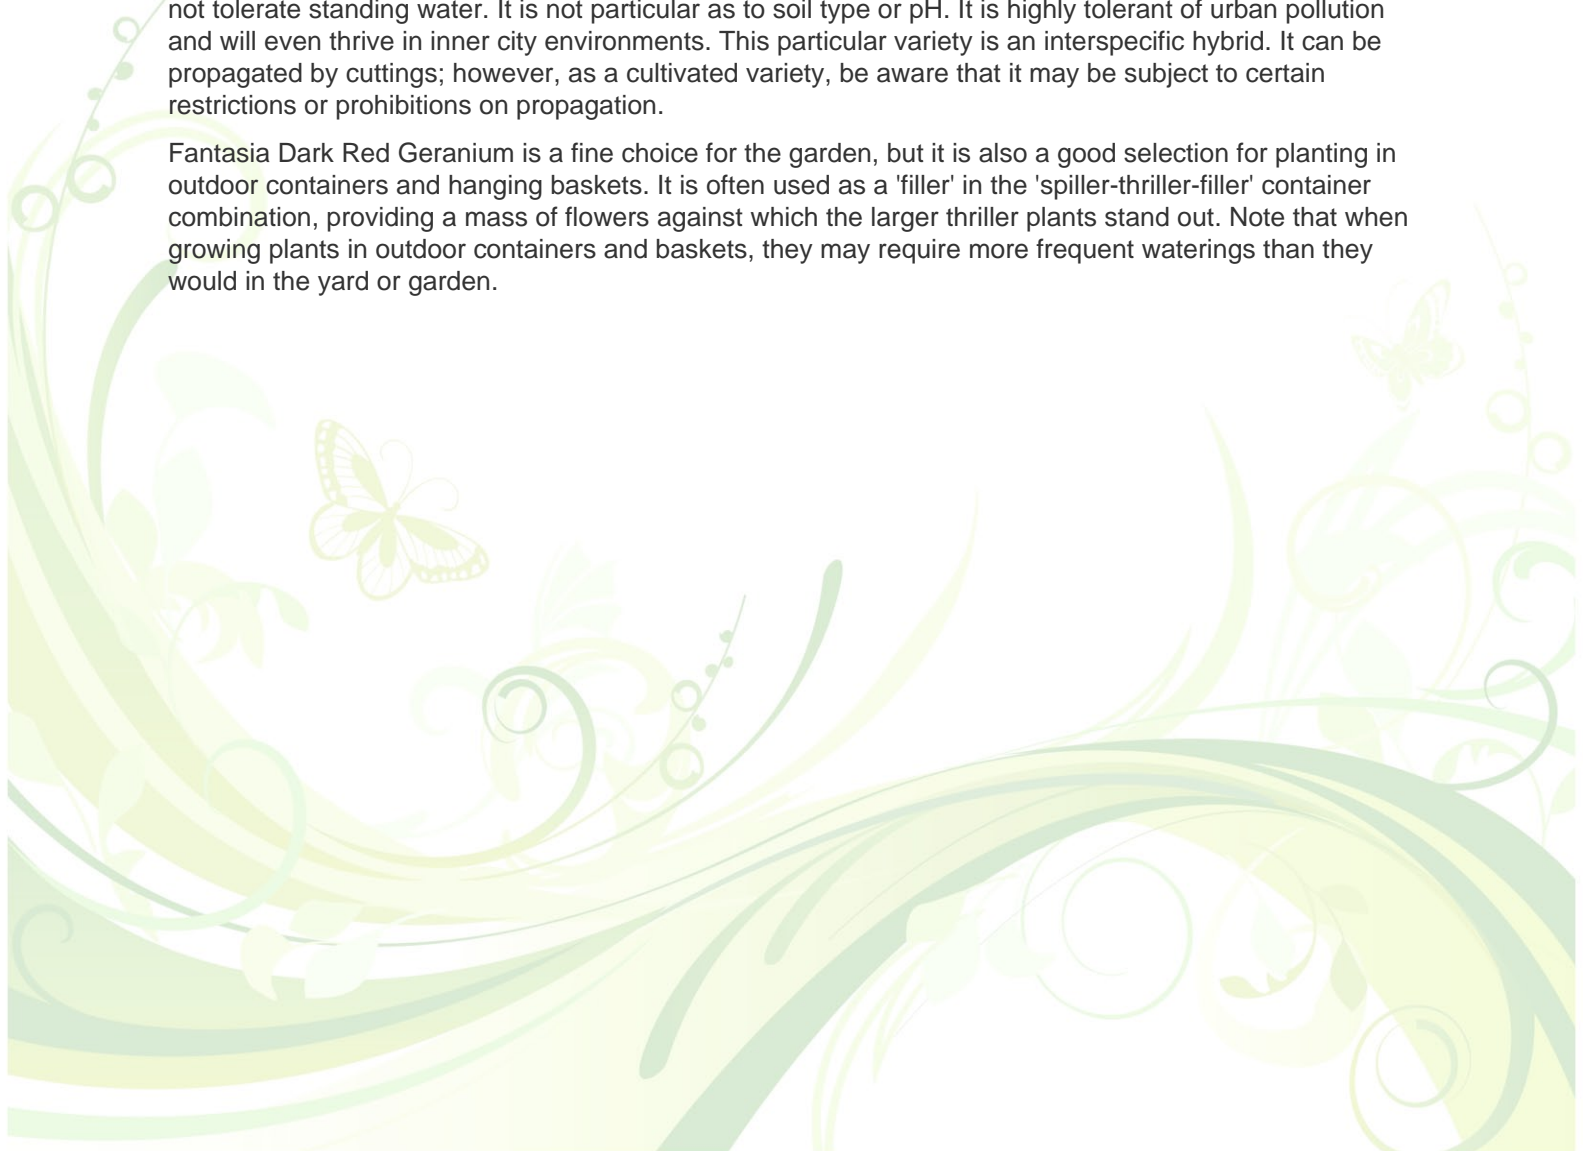 not tolerate standing water. It is not particular as to soil type or pH. It is highly tolerant of urban pollution
and will even thrive in inner city environments. This particular variety is an interspecific hybrid. It can be
propagated by cuttings; however, as a cultivated variety, be aware that it may be subject to certain
restrictions or prohibitions on propagation.
Fantasia Dark Red Geranium is a fine choice for the garden, but it is also a good selection for planting in
outdoor containers and hanging baskets. It is often used as a 'filler' in the 'spiller-thriller-filler' container
combination, providing a mass of flowers against which the larger thriller plants stand out. Note that when
growing plants in outdoor containers and baskets, they may require more frequent waterings than they
would in the yard or garden.